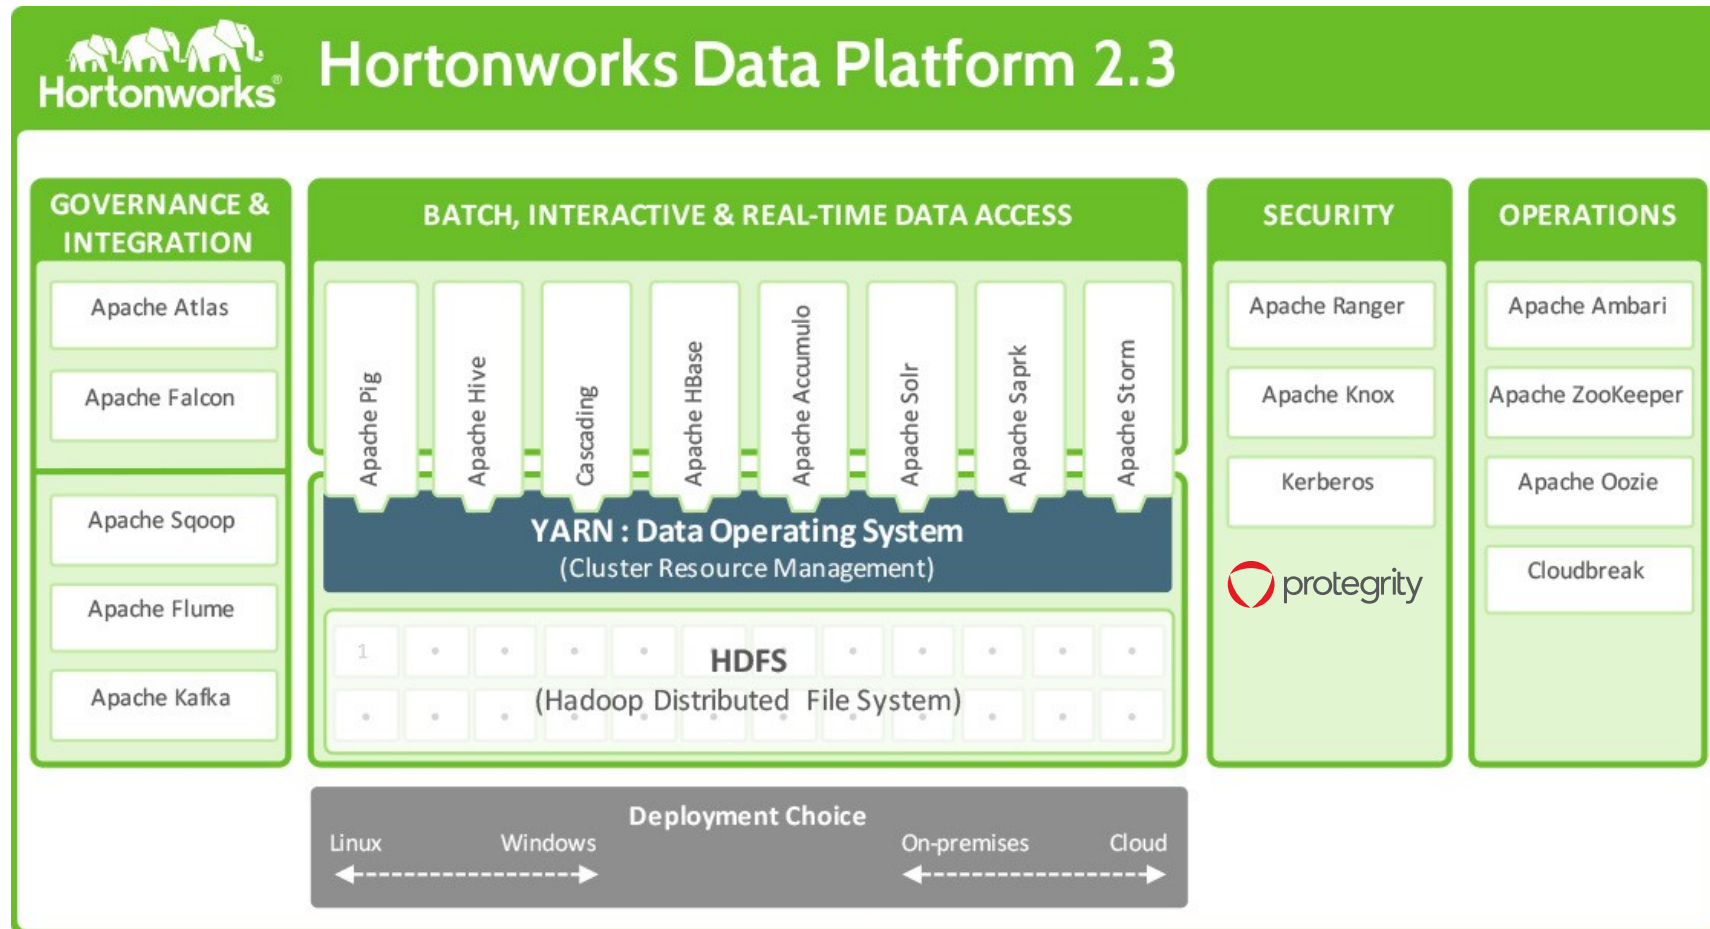 Hortonworks®
Hortonworks Data Platform 2.3
GOVERNANCE &
INTEGRATION
Apache Atlas
Apache Falcon
Apache Sqoop
Apache Flume
Apache Kafka
BATCH, INTERACTIVE & REAL-TIME DATA ACCESS
Apache Pig
Apache Hive
Cascading
Apache HBase
Apache Accumulo
Apache Solr
Apache Saprk
Apache Storm
YARN : Data Operating System
(Cluster Resource Management)
1
HDFS
(Hadoop Distributed File System)
Deployment Choice
Linux
Windows
On-premises
Cloud
SECURITY
Apache Ranger
Apache Knox
Kerberos
protegrity
OPERATIONS
Apache Ambari
Apache ZooKeeper
Apache Oozie
Cloudbreak